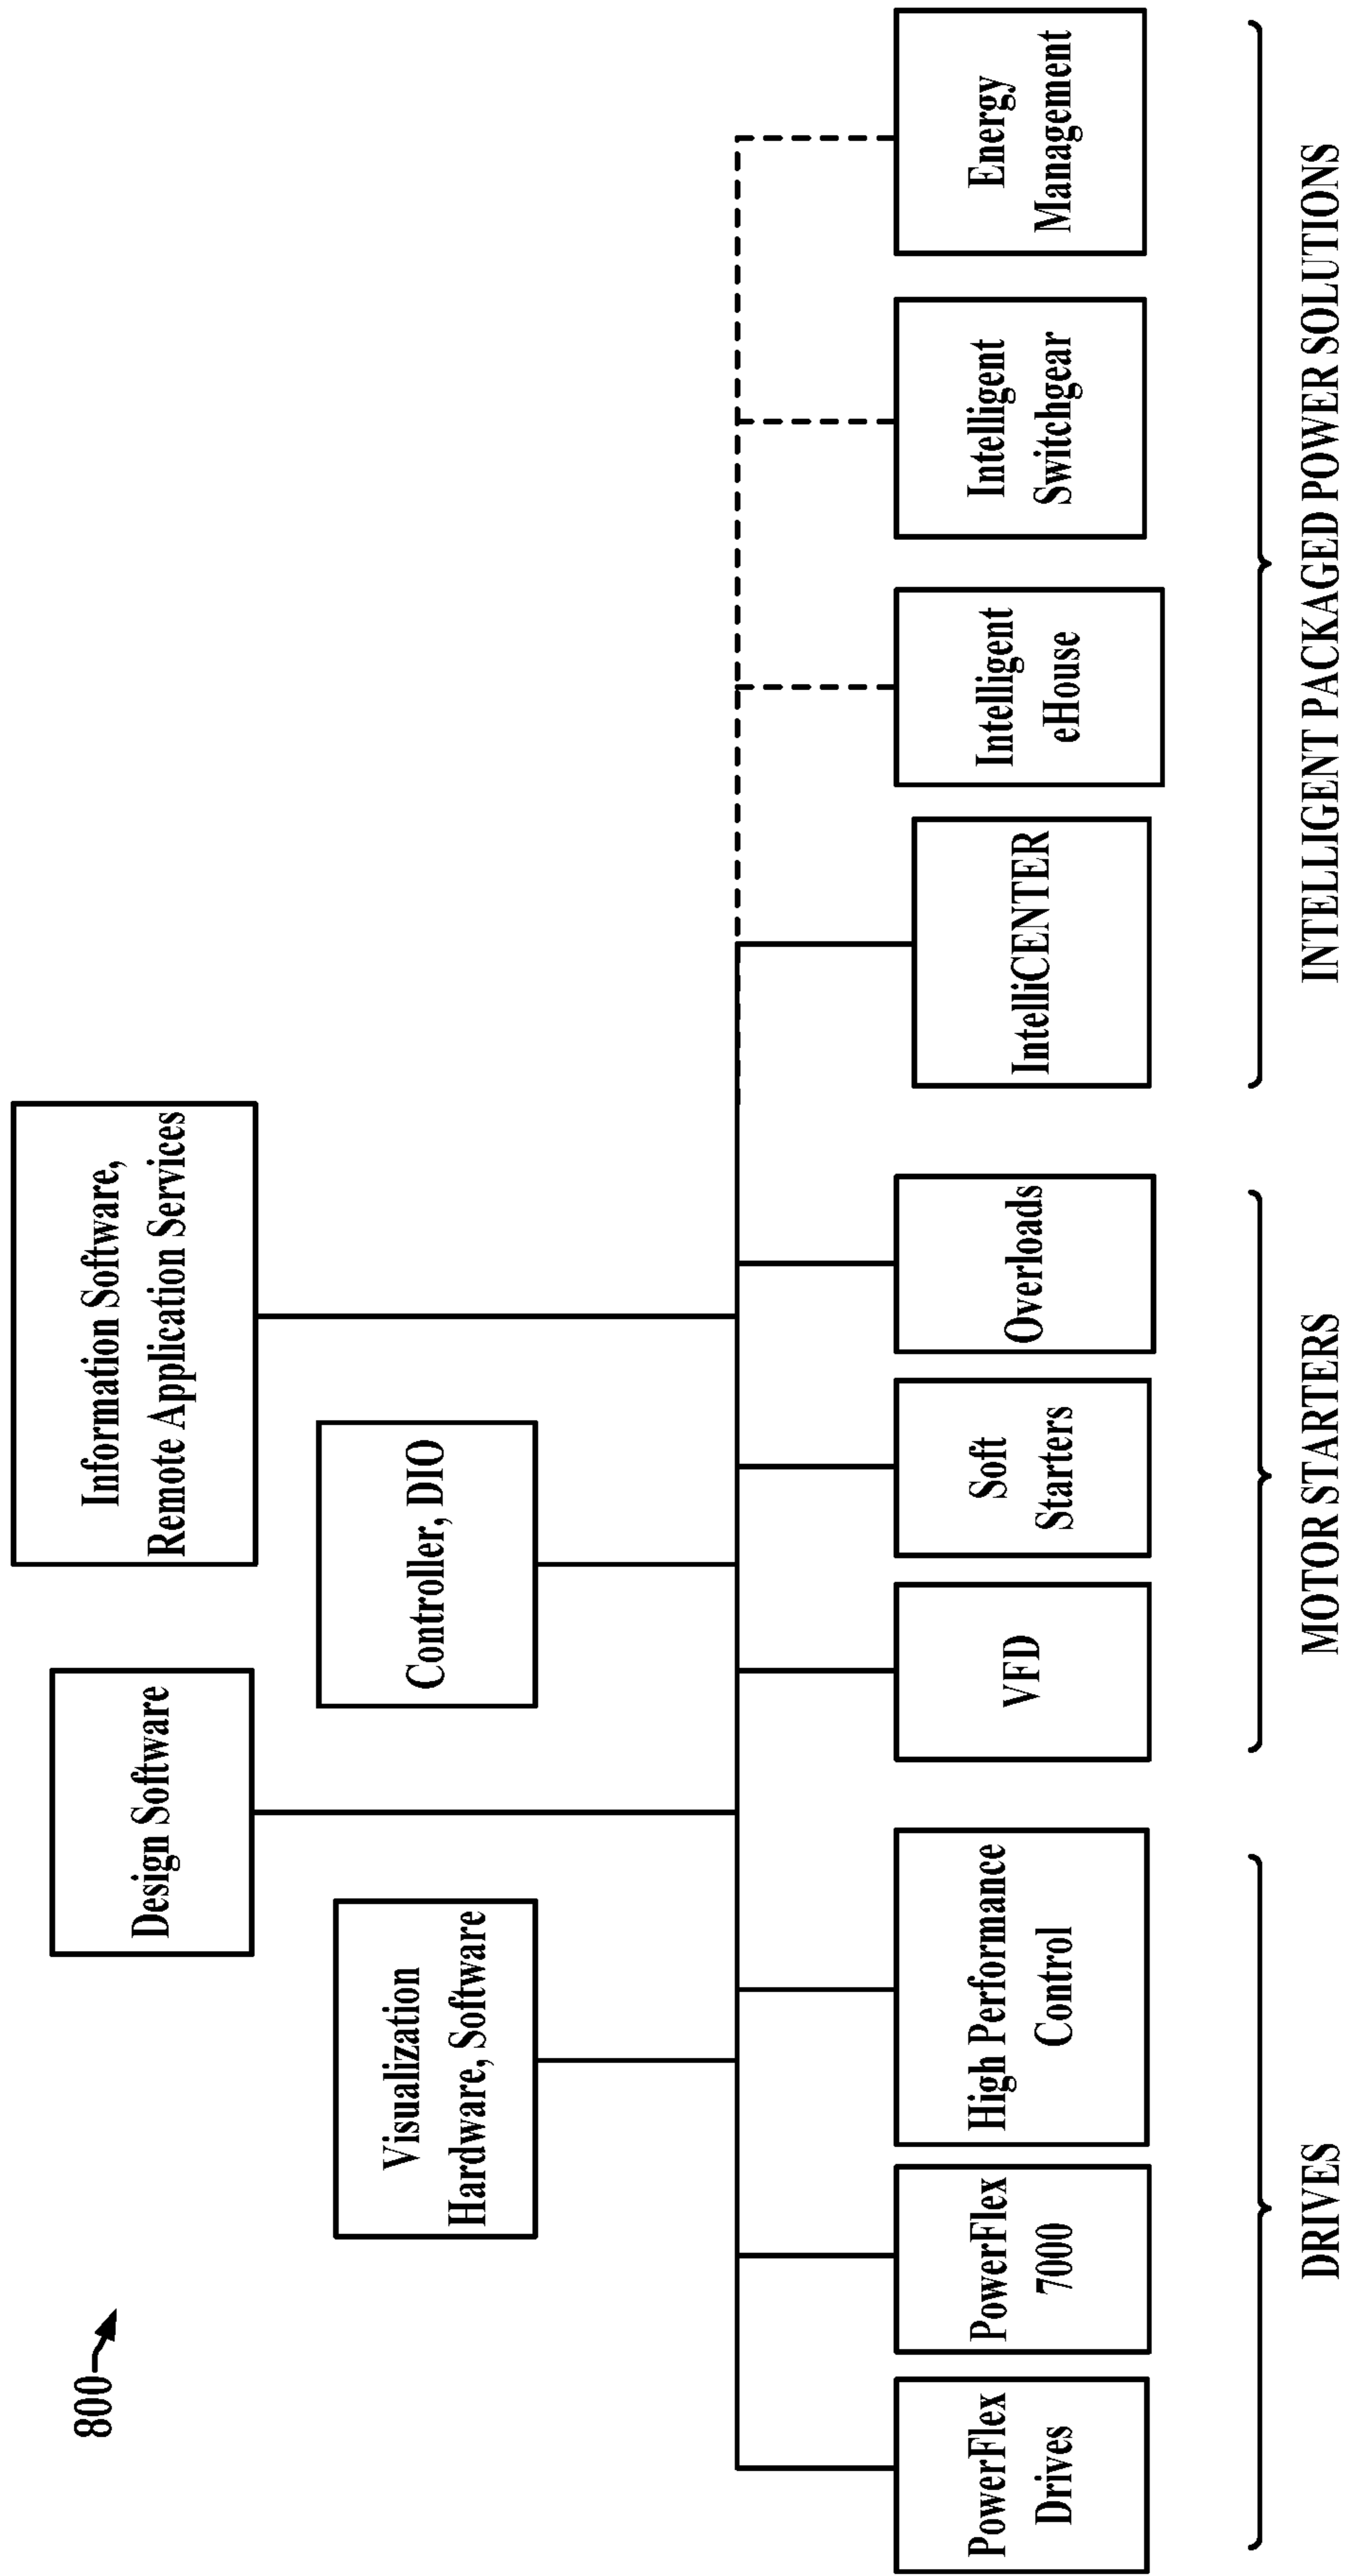 800
Information Software,
Remote Application Services
Design Software
Controller, DIO
Visualization
Hardware, Software
PowerFlex
Drives
PowerFlex
7000
High Performance
Control
VFD
Soft
Starters
Overloads
IntelliCENTER
Intelligent
eHouse
Intelligent
Switchgear
Energy
Management
DRIVES
MOTOR STARTERS
INTELLIGENT PACKAGED POWER SOLUTIONS